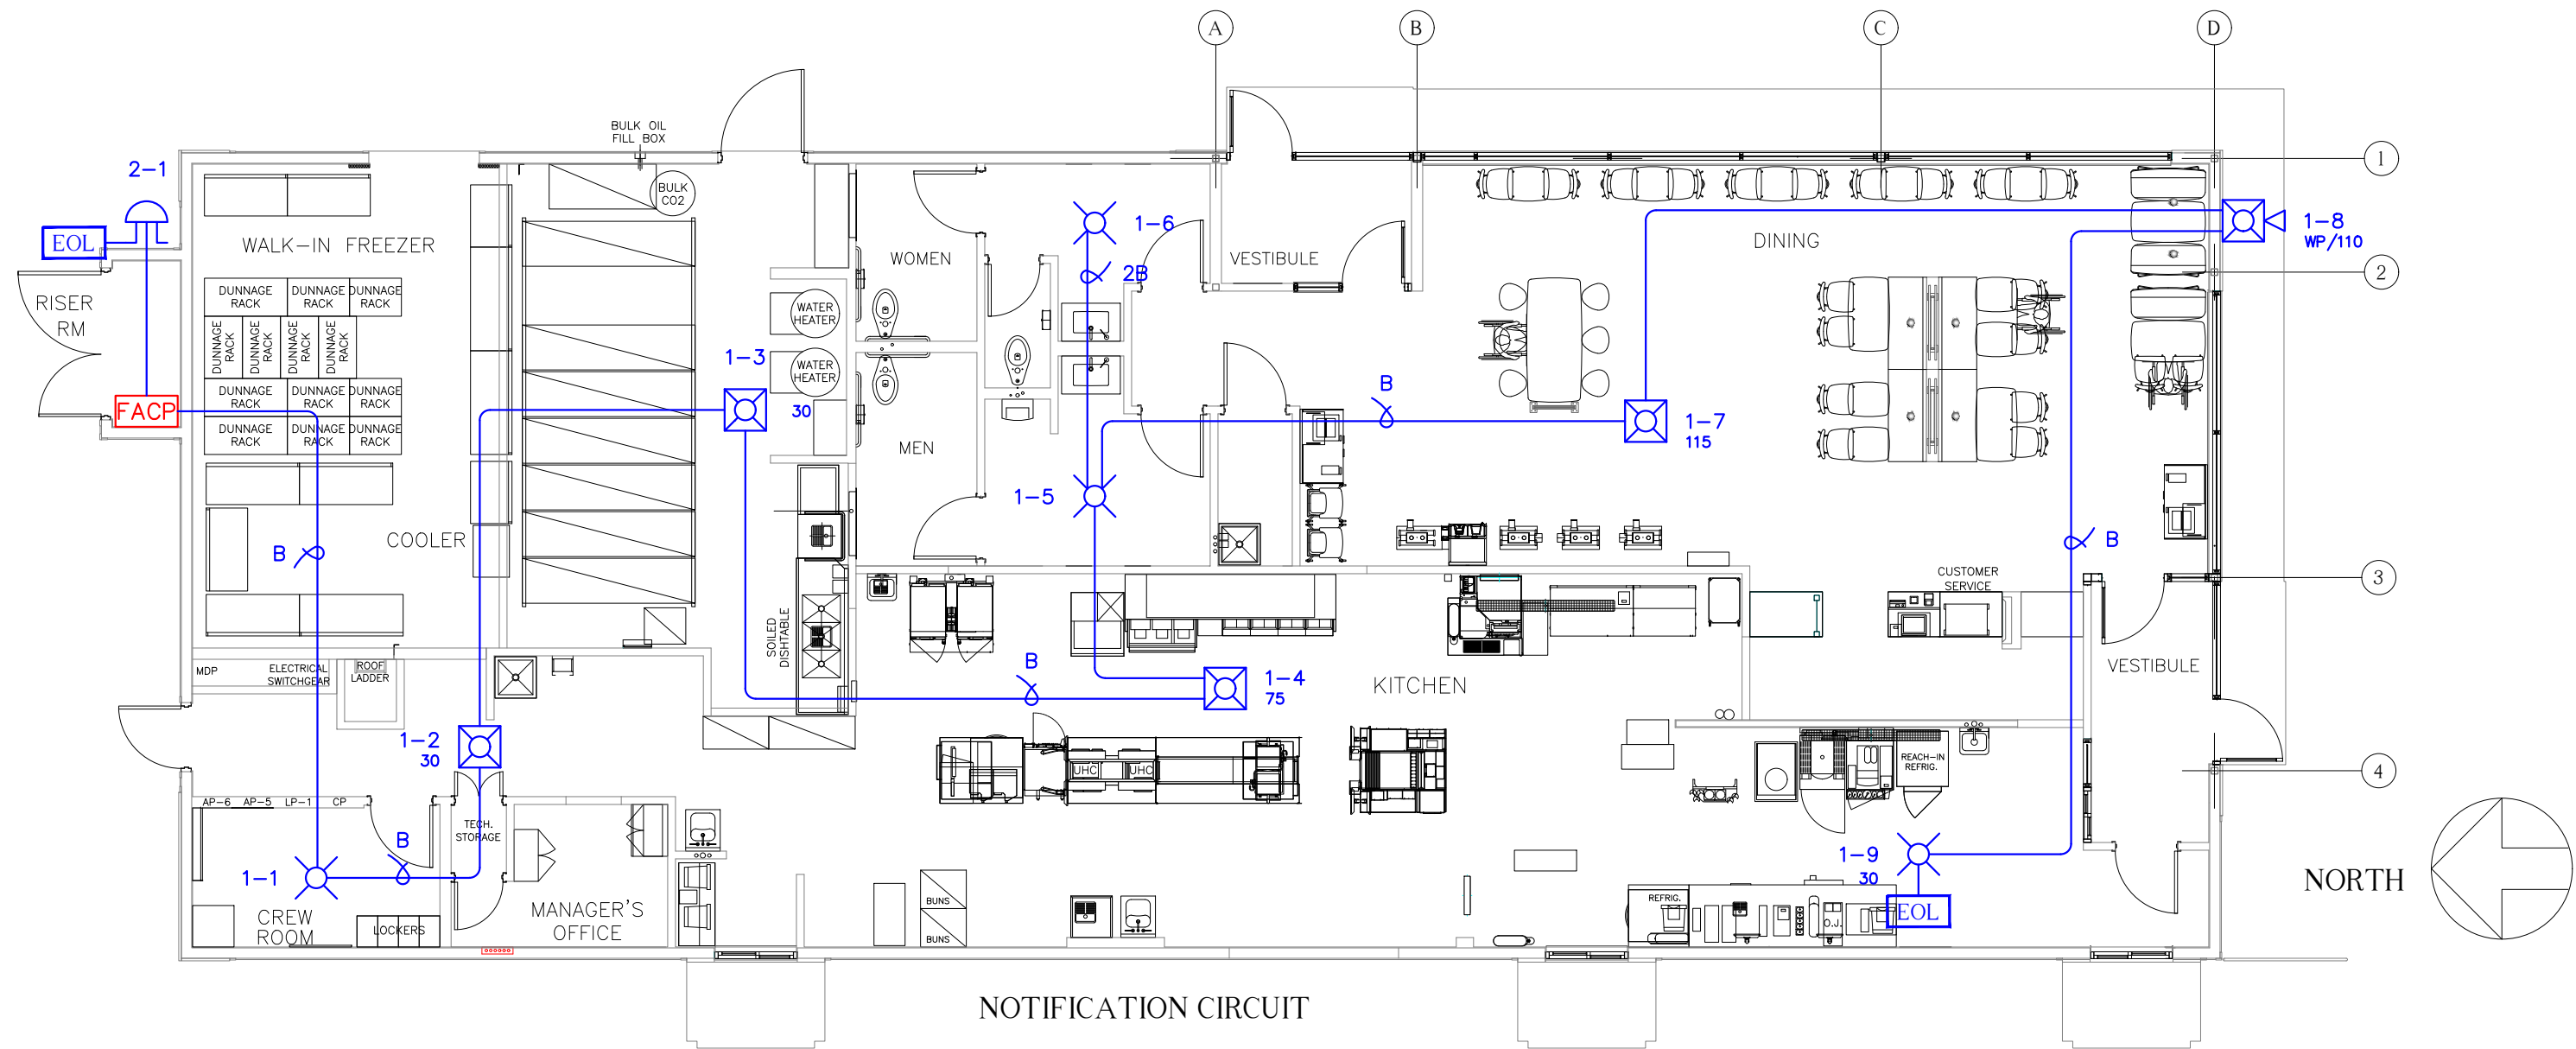 A
B
C
D
BULK OIL
FILL BOX
1
2-1
BULK
CO2
1-6
1-8
WP/110
EOL
WALK-IN FREEZER
WOMEN
VESTIBULE
DINING
2B
2
DUNNAGE
RACK
DUNNAGE
RACK
DUNNAGE
RACK
RISER
RM
WATER
HEATER
DUNNAGE
RACK
DUNNAGE
RACK
DUNNAGE
RACK
DUNNAGE
RACK
1-3
WATER
HEATER
B
DUNNAGE
RACK
DUNNAGE
RACK
DUNNAGE
RACK
FACP
30
1-7
115
DUNNAGE
RACK
DUNNAGE
RACK
DUNNAGE
RACK
MEN
1-5
COOLER
B
B
CUSTOMER
SERVICE
3
SOILED
DISHTABLE
MDP
ELECTRICAL
SWITCHGEAR
ROOF
LADDER
B
1-4
75
KITCHEN
VESTIBULE
1-2
30
UHC
UHC
REACH-IN
REFRIG.
4
AP-6
AP-5
LP-1
CP
TECH.
STORAGE
B
1-1
1-9
30
NORTH
CREW
ROOM
LOCKERS
MANAGER'S
OFFICE
BUNS
BUNS
REFRIG.
O.J.
EOL
NOTIFICATION CIRCUIT